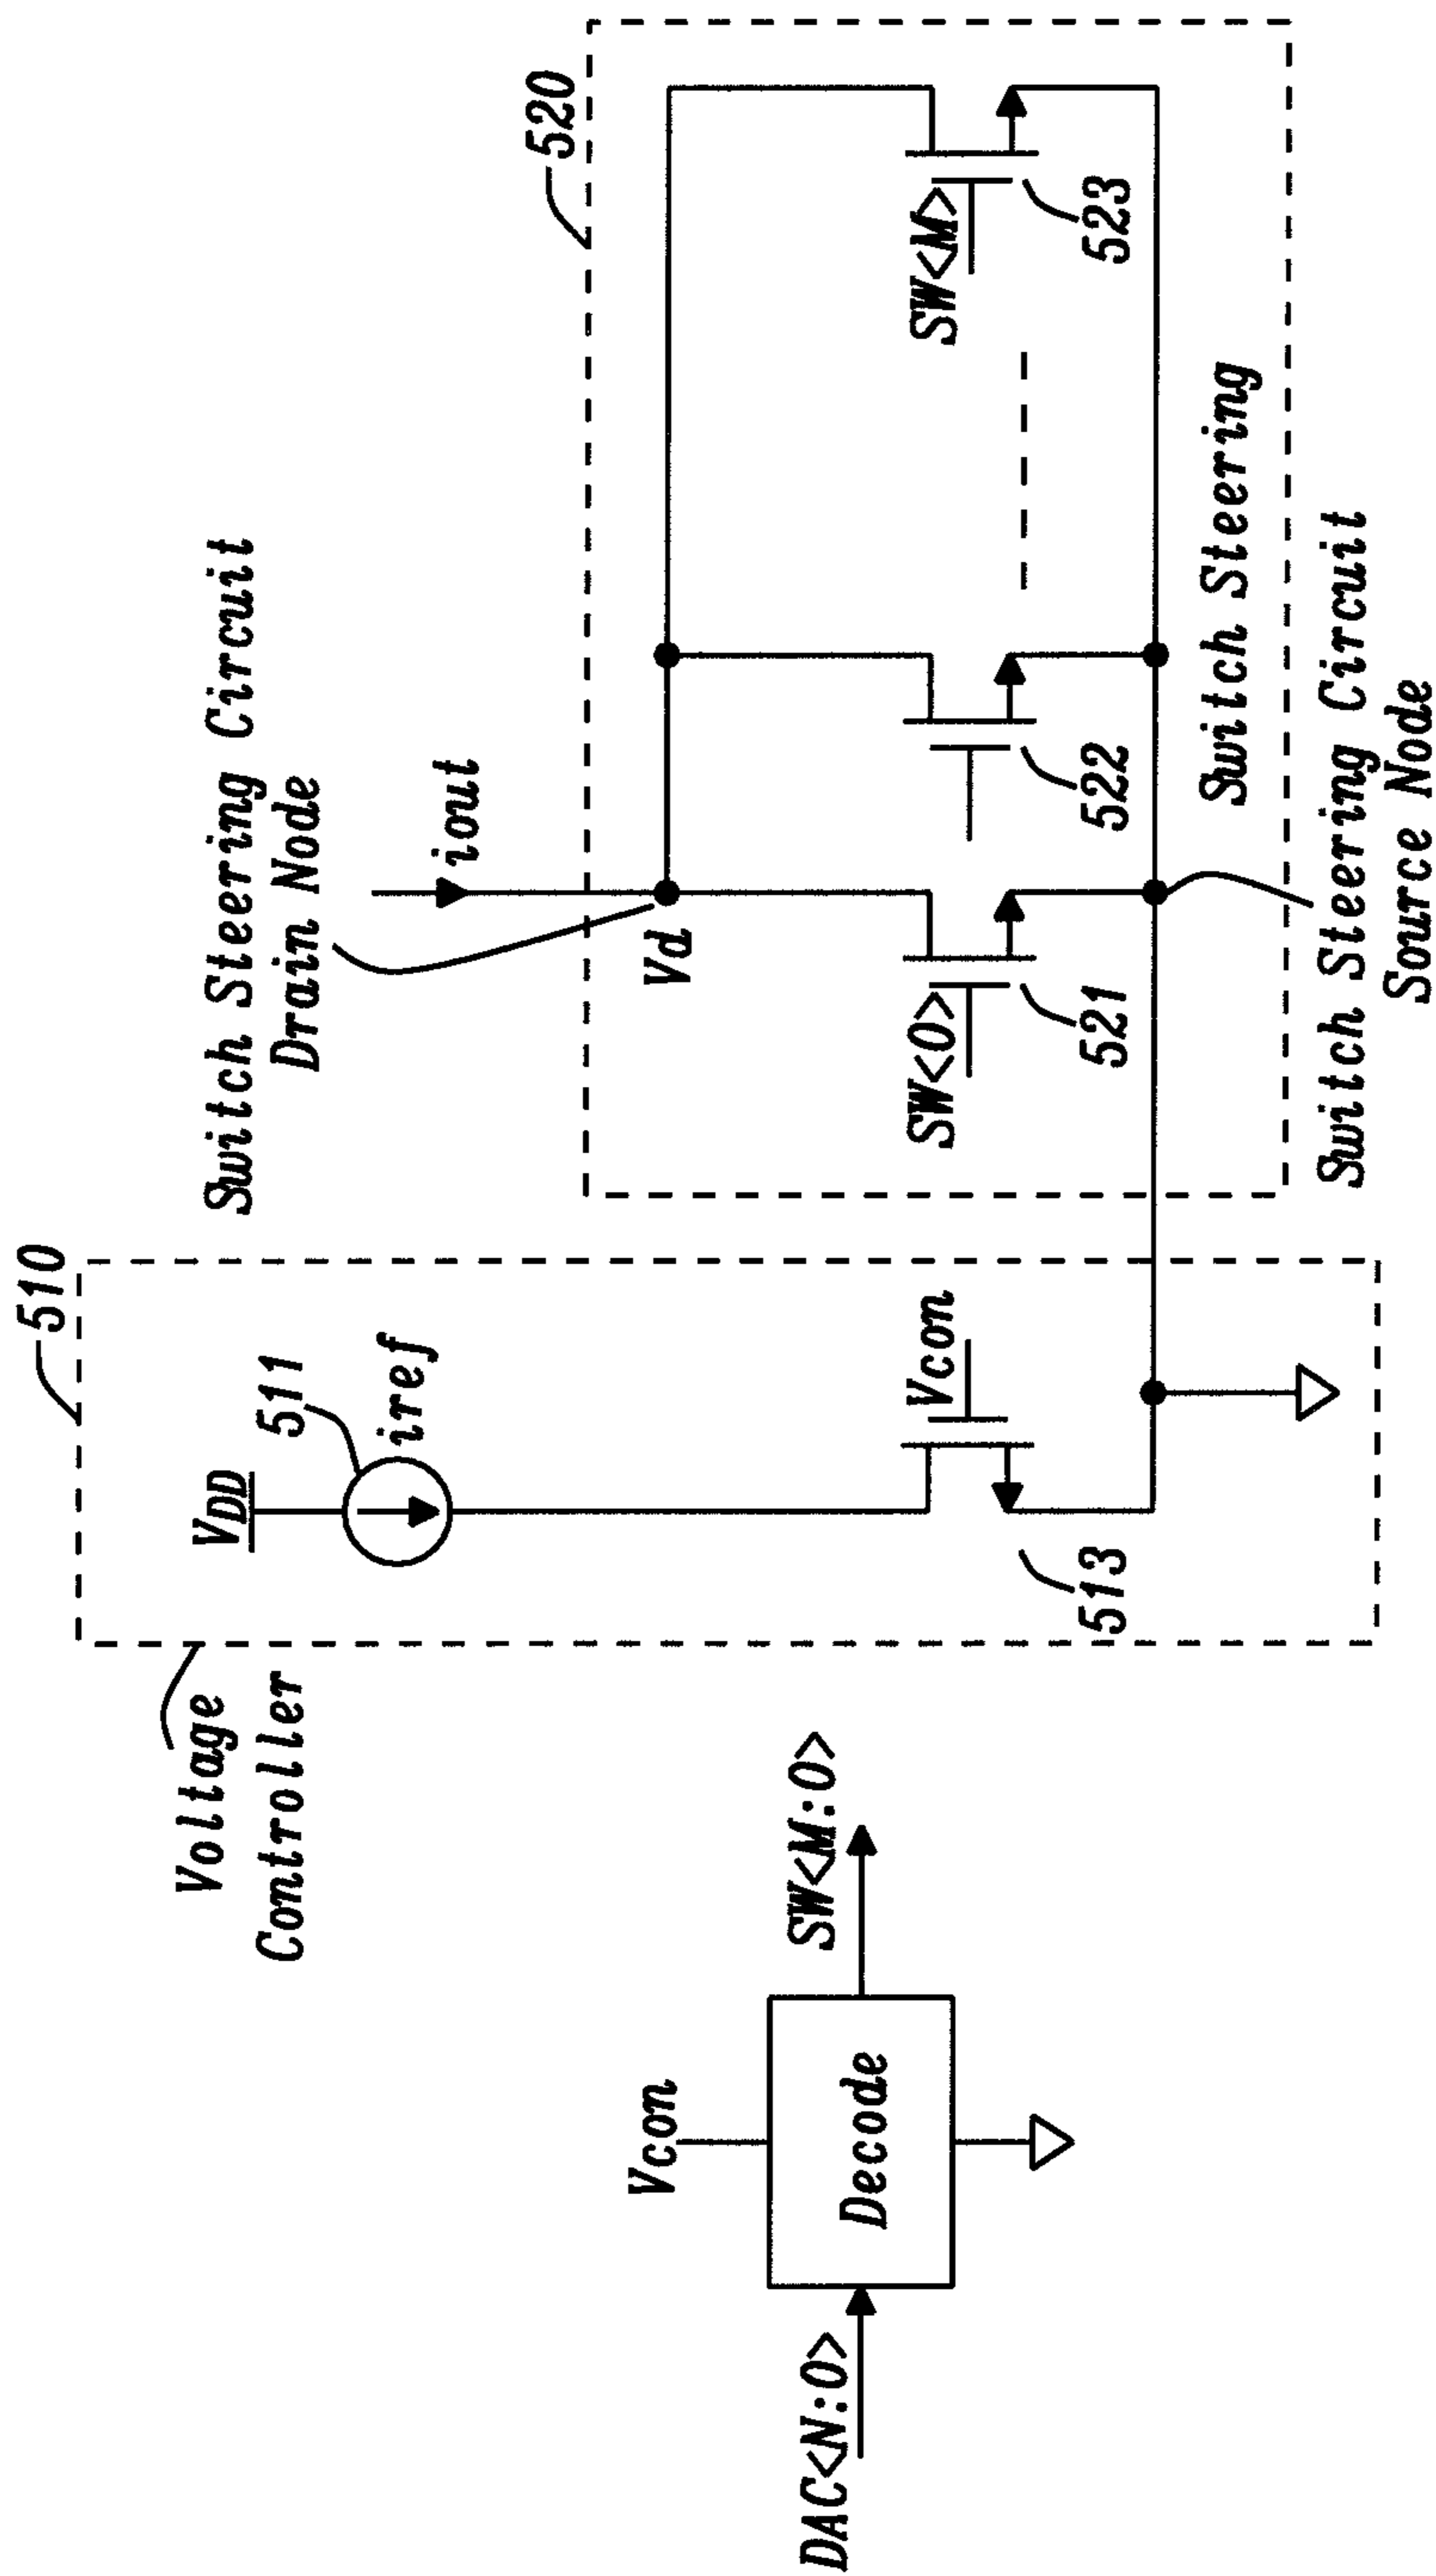 DAC<N:0>
Vcon
Decode
SW<M:0>
Voltage
Controller
510
VDD
511
iref
Vcon
513
Switch Steering Circuit
Drain Node
iout
520
Vd
SW<0>
521
522
SW<M>
523
Switch Steering
Switch Steering Circuit
Source Node